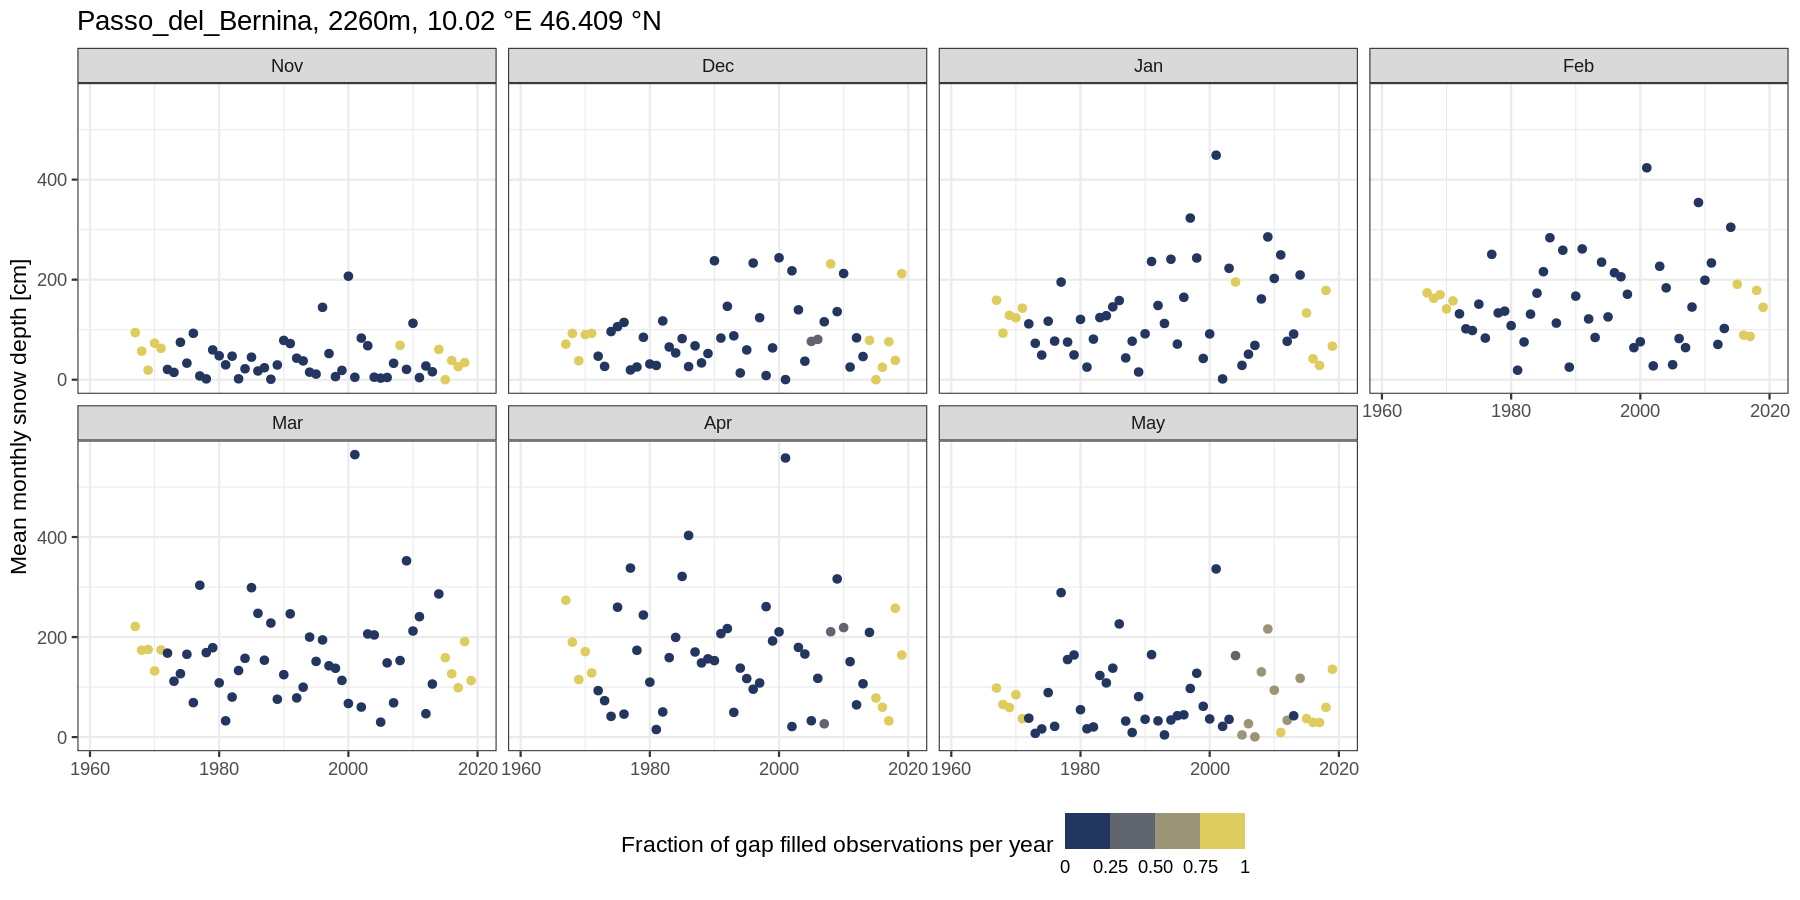 Passo_del_Bernina, 2260m, 10.02 °E 46.409 °N
Nov Dec Jan Feb
400
200
0
1960 1980 2000 2020
Mar Apr May
400
200
0
1960 1980 2000 2020 1960 1980 2000 2020 1960 1980 2000 2020
Mean monthly snow depth [cm]
Fraction of gap filled observations per year
0 0.25 0.50 0.75 1